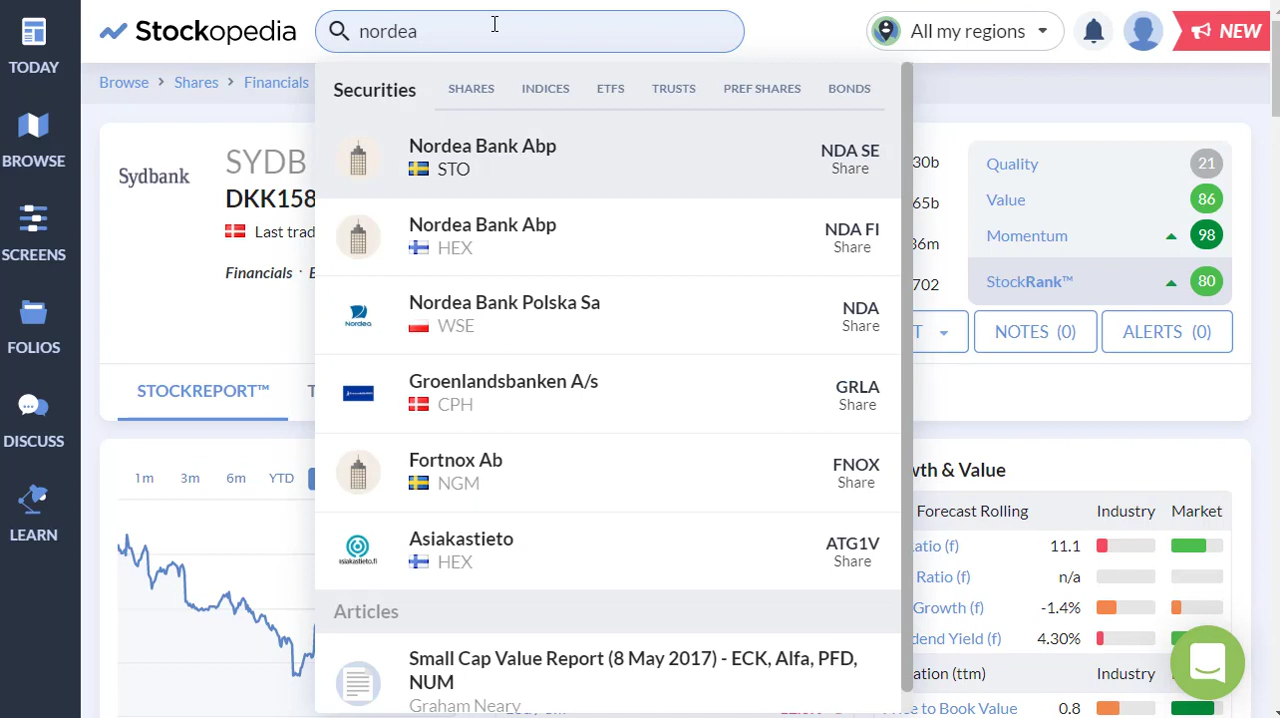 Stockopedia
nordea
All my regions
NEW
TODAY
BROWSE
SCREENS
FOLIOS
DISCUSS
LEARN
Browse > Shares > Financials
Sydbank
SYDB
DKK158
Last trad
Financials ·
STOCKREPORT™
1m 3m 6m YTD
Securities SHARES INDICES ETFS TRUSTS PREF SHARES BONDS
Nordea Bank Abp NDA SE
STO Share
Nordea Bank Abp NDA FI
HEX Share
Nordea Bank Polska Sa NDA
WSE Share
Groenlandsbanken A/s GRLA
CPH Share
Fortnox Ab FNOX
NGM Share
Asiakastieto ATG1V
HEX Share
Nordea
asiakastieto.fi
Articles
Small Cap Value Report (8 May 2017) - ECK, Alfa, PFD,
NUM
Graham Neary
30b
65b
36m
702
Quality 21
Value 86
Momentum 98
StockRank™ 80
NOTES (0) ALERTS (0)
th & Value
Forecast Rolling Industry Market
atio (f) 11.1
Ratio (f) n/a
Growth (f) -1.4%
dend Yield (f) 4.30%
ation (ttm) Industry
ce to Book Value 0.8